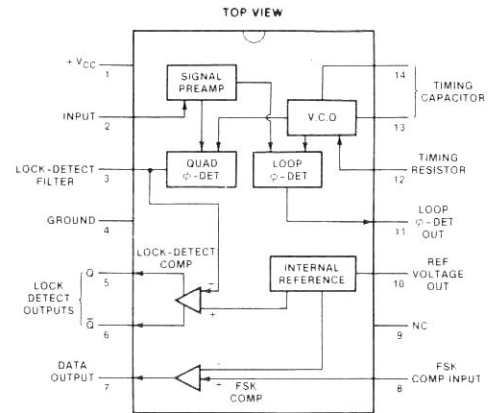 TOP VIEW
+ VCC
1
INPUT
2
LOCK-DETECT
FILTER
3
GROUND
4
LOCK
DETECT
OUTPUTS
Q
5
Q̅
6
DATA
OUTPUT
7
SIGNAL
PREAMP
V.C.O
QUAD
Φ-DET
LOOP
Φ-DET
LOCK-DETECT
COMP
-
+
INTERNAL
REFERENCE
-
+
FSK
COMP
14
TIMING
CAPACITOR
13
TIMING
RESISTOR
12
LOOP
Φ-DET
OUT
11
REF
VOLTAGE OUT
10
NC
9
FSK
COMP INPUT
8